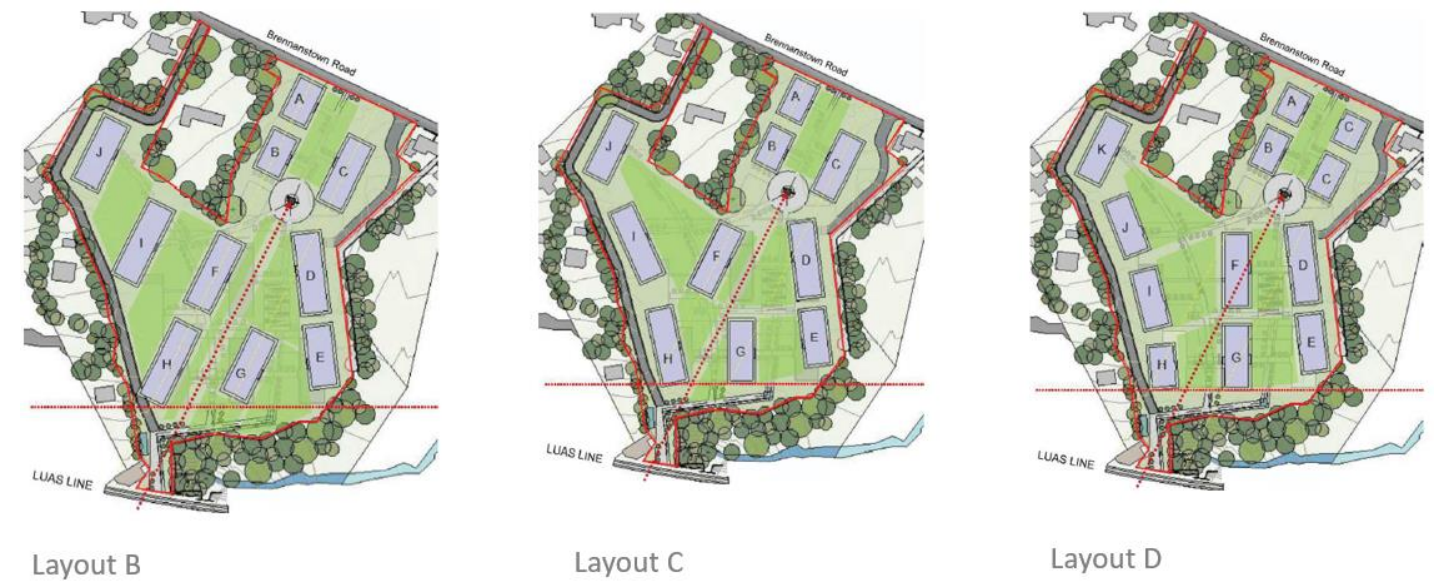 Brennanstown Road
A
B
C
J
I
F
D
H
G
E
LUAS LINE
Layout B
Brennanstown Road
A
B
C
J
I
F
D
H
G
E
LUAS LINE
Layout C
Brennanstown Road
A
C
B
C
K
J
F
D
I
H
G
E
LUAS LINE
Layout D